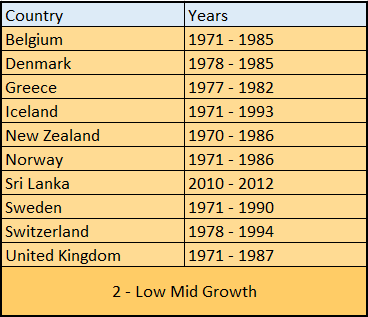 Country Years
Belgium 1971 - 1985
Denmark 1978 - 1985
Greece 1977 - 1982
Iceland 1971 - 1993
New Zealand 1970 - 1986
Norway 1971 - 1986
Sri Lanka 2010 - 2012
Sweden 1971 - 1990
Switzerland 1978 - 1994
United Kingdom 1971 - 1987
2 - Low Mid Growth